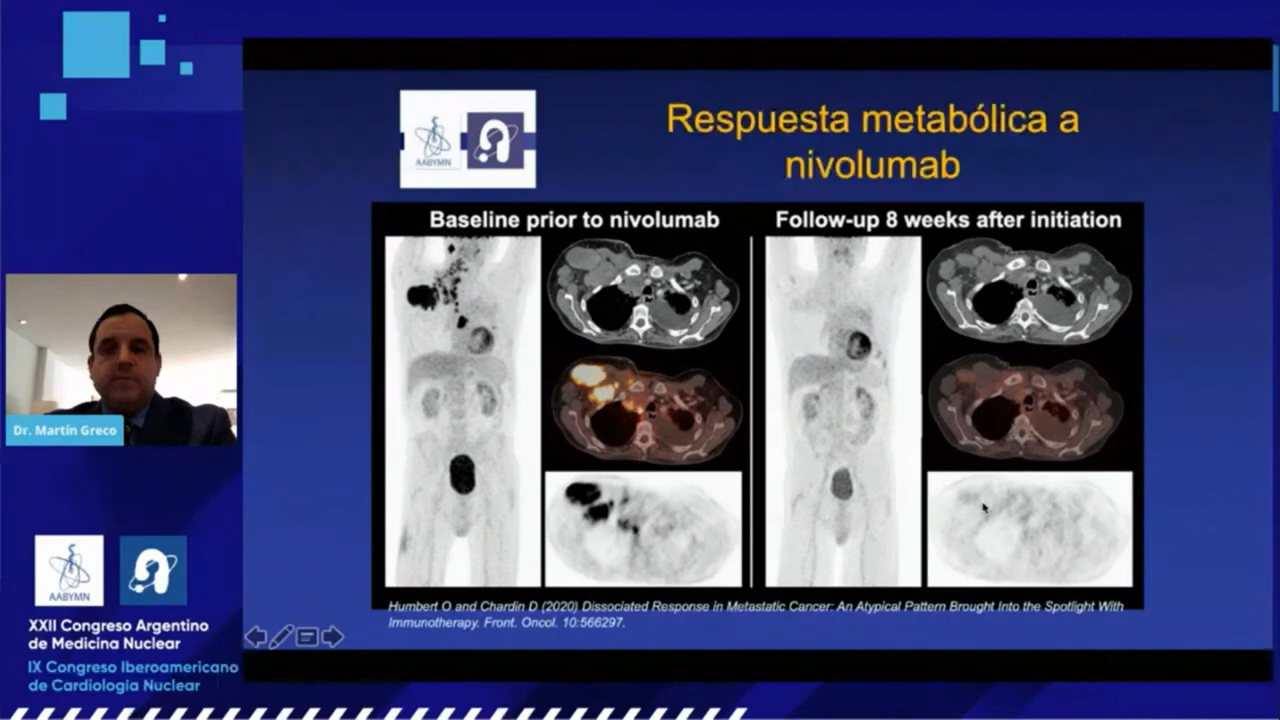 AABYMN
Respuesta metabólica a
nivolumab
Baseline prior to nivolumab
Follow-up 8 weeks after initiation
Humbert O and Chardin D (2020) Dissociated Response in Metastatic Cancer: An Atypical Pattern Brought Into the Spotlight With
Immunotherapy. Front. Oncol. 10:566297.
Dr. Martín Greco
AABYMN
XXII Congreso Argentino
de Medicina Nuclear
IX Congreso Iberoamericano
de Cardiologia Nuclear